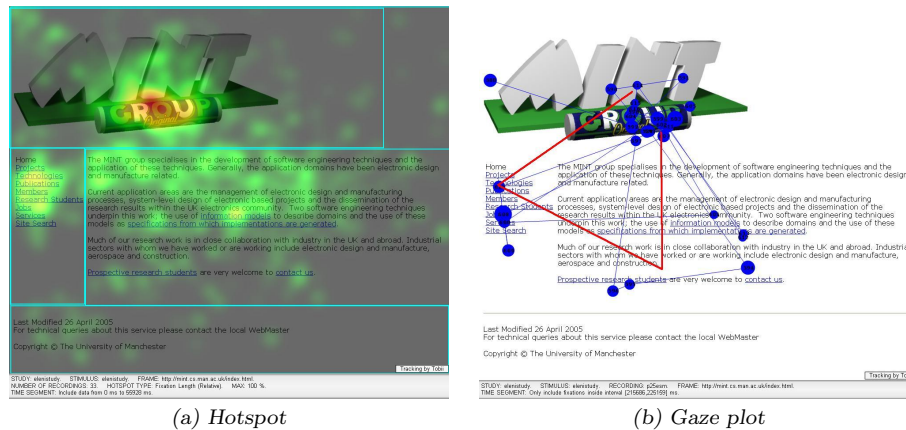 MINT
GROUP
Home
Projects
Technologies
Publications
Members
Research Students
Jobs
Services
Site Search
The MINT group specialises in the development of software engineering techniques and the
application of these techniques. Generally, the application domains have been electronic design
and manufacture related.
Current application areas are the management of electronic design and manufacturing
processes, system-level design of electronic based projects and the dissemination of the
research results within the UK electronics community. Two software engineering techniques
underpin this work; the use of information models to describe domains and the use of these
models as specifications from which implementations are generated.
Much of our research work is in close collaboration with industry in the UK and abroad. Industrial
sectors with whom we have worked or are working include electronic design and manufacture,
aerospace and construction.
Prospective research students are very welcome to contact us.
Last Modified 26 April 2005
For technical queries about this service please contact the local WebMaster
Copyright © The University of Manchester
Tracking by Tobii
STUDY: elenistudy. STIMULUS: elenistudy. FRAME: http://mint.cs.man.ac.uk/index.html.
NUMBER OF RECORDINGS: 33. HOTSPOT TYPE: Fixation Length (Relative). MAX: 100 %.
TIME SEGMENT: Include data from 0 ms to 55928 ms.
(a) Hotspot
MINT
Home
Projects
Technologies
Publications
Members
Research Students
Services
Site Search
The MINT group specialises in the development of software engineering techniques and the
application of these techniques. Generally, the application domains have been electronic design
and manufacture related.
Current application areas are the management of electronic design and manufacturing
processes, system-level design of electronic based projects and the dissemination of the
research results within the UK electronics community. Two software engineering techniques
underpin this work; the use of information models to describe domains and the use of these
models as specifications from which implementations are generated.
Much of our research work is in close collaboration with industry in the UK and abroad. Industria
sectors with whom we have worked or are working include electronic design and manufacture,
aerospace and construction.
Prospective research students are very welcome to contact us.
Last Modified 26 April 2005
For technical queries about this service please contact the local WebMaster
Copyright © The University of Manchester
Tracking by To
STUDY: elenistudy. STIMULUS: elenistudy. RECORDING: p25esm. FRAME: http://mint.cs.man.ac.uk/index.html.
TIME SEGMENT: Only include fixations inside interval [215686,225169] ms.
(b) Gaze plot